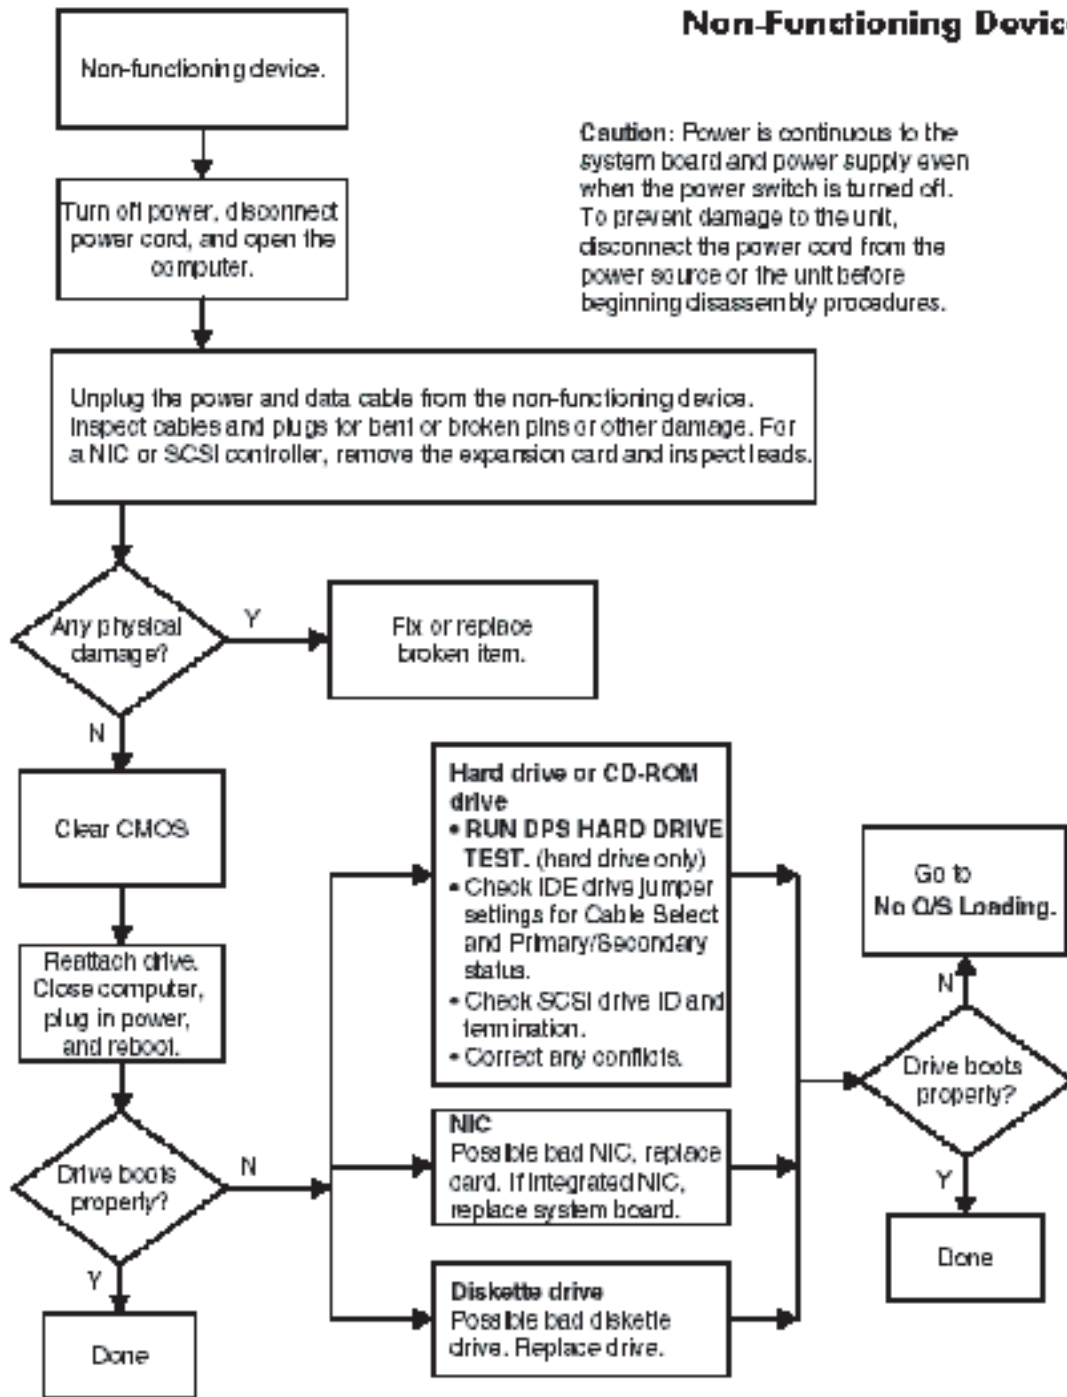 Non-Functioning Device
Non-functioning device.
Caution: Power is continuous to the
system board and power supply even
when the power switch is turned off.
To prevent damage to the unit,
disconnect the power cord from the
power source or the unit before
beginning disassembly procedures.
Turn off power, disconnect
power cord, and open the
computer.
Unplug the power and data cable from the non-functioning device.
Inspect cables and plugs for bent or broken pins or other damage. For
a NIC or SCSI controller, remove the expansion card and inspect leads.
Any physical
damage?
Y
Fix or replace
broken item.
N
Clear CMOS
Reattach drive.
Close computer,
plug in power,
and reboot.
Drive boots
properly?
N
Y
Done
Hard drive or CD-ROM
drive
• RUN DPS HARD DRIVE
TEST. (hard drive only)
• Check IDE drive jumper
settings for Cable Select
and Primary/Secondary
status.
• Check SCSI drive ID and
termination.
• Correct any conflicts.
NIC
Possible bad NIC, replace
card. If integrated NIC,
replace system board.
Diskette drive
Possible bad diskette
drive. Replace drive.
Go to
No O/S Loading.
N
Drive boots
properly?
Y
Done